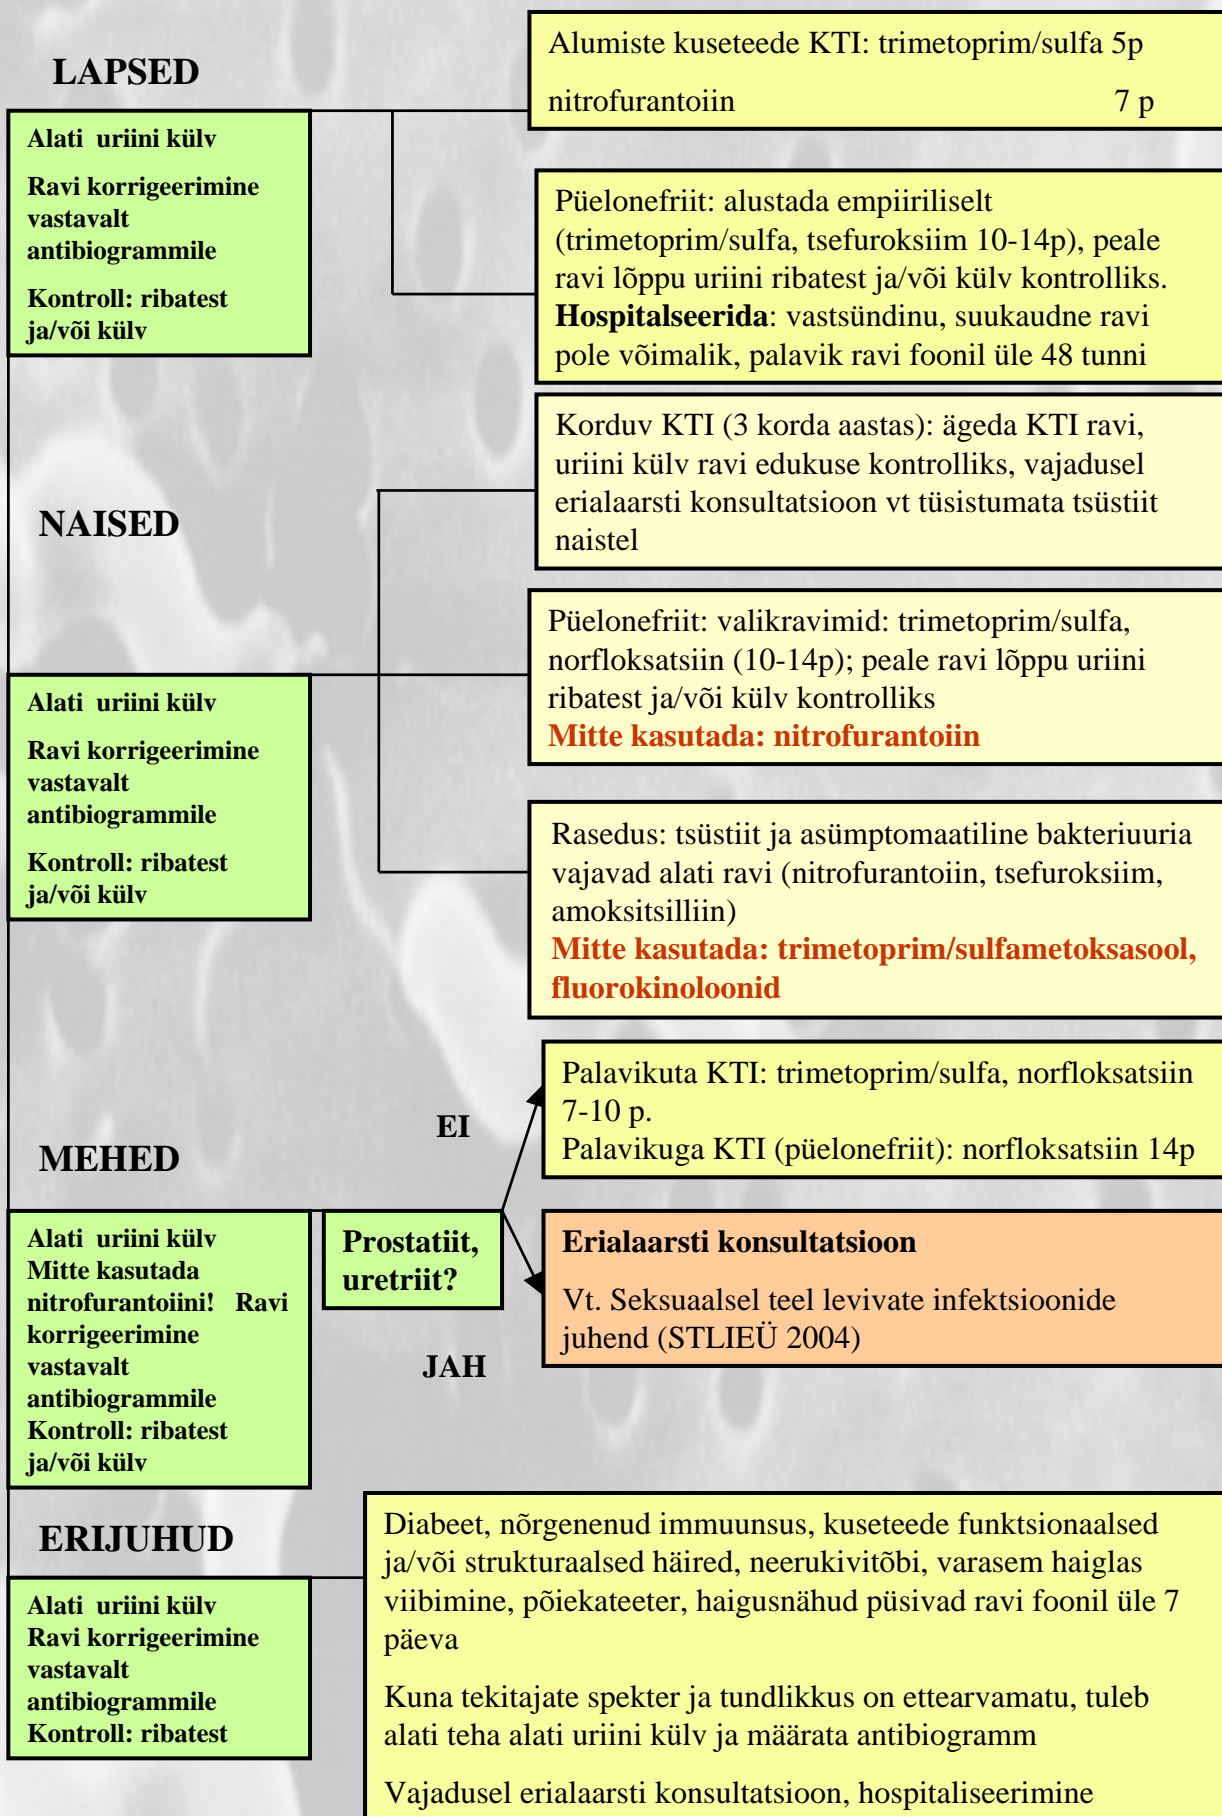 LAPSED
Alati uriini külv
Ravi korrigeerimine
vastavalt
antibiogrammile
Kontroll: ribatest
ja/või külv
Alumiste kuseteede KTI: trimetoprim/sulfa 5p
nitrofurantoiin 7 p
Püelonefriit: alustada empiiriliselt
(trimetoprim/sulfa, tsefuroksiim 10-14p), peale
ravi lõppu uriini ribatest ja/või külv kontrolliks.
Hospitalseerida: vastsündinu, suukaudne ravi
pole võimalik, palavik ravi foonil üle 48 tunni
NAISED
Alati uriini külv
Ravi korrigeerimine
vastavalt
antibiogrammile
Kontroll: ribatest
ja/või külv
Korduv KTI (3 korda aastas): ägeda KTI ravi,
uriini külv ravi edukuse kontrolliks, vajadusel
erialaarsti konsultatsioon vt tüsistumata tsüstiit
naistel
Püelonefriit: valikravimid: trimetoprim/sulfa,
norfloksatsiin (10-14p); peale ravi lõppu uriini
ribatest ja/või külv kontrolliks
Mitte kasutada: nitrofurantoiin
Rasedus: tsüstiit ja asümptomaatiline bakteriuuria
vajavad alati ravi (nitrofurantoiin, tsefuroksiim,
amoksitsilliin)
Mitte kasutada: trimetoprim/sulfametoksasool,
fluorokinoloonid
MEHED
Alati uriini külv
Mitte kasutada
nitrofurantoiini! Ravi
korrigeerimine
vastavalt
antibiogrammile
Kontroll: ribatest
ja/või külv
Prostatiit,
uretriit?
EI
Palavikuta KTI: trimetoprim/sulfa, norfloksatsiin
7-10 p.
Palavikuga KTI (püelonefriit): norfloksatsiin 14p
JAH
Erialaarsti konsultatsioon
Vt. Seksuaalsel teel levivate infektsioonide
juhend (STLIEÜ 2004)
ERIJUHUD
Alati uriini külv
Ravi korrigeerimine
vastavalt
antibiogrammile
Kontroll: ribatest
Diabeet, nõrgenenud immuunsus, kuseteede funktsionaalsed
ja/või strukturaalsed häired, neerukivitõbi, varasem haiglas
viibimine, põiekateeter, haigusnähud püsivad ravi foonil üle 7
päeva
Kuna tekitajate spekter ja tundlikkus on ettearvamatu, tuleb
alati teha alati uriini külv ja määrata antibiogramm
Vajadusel erialaarsti konsultatsioon, hospitaliseerimine